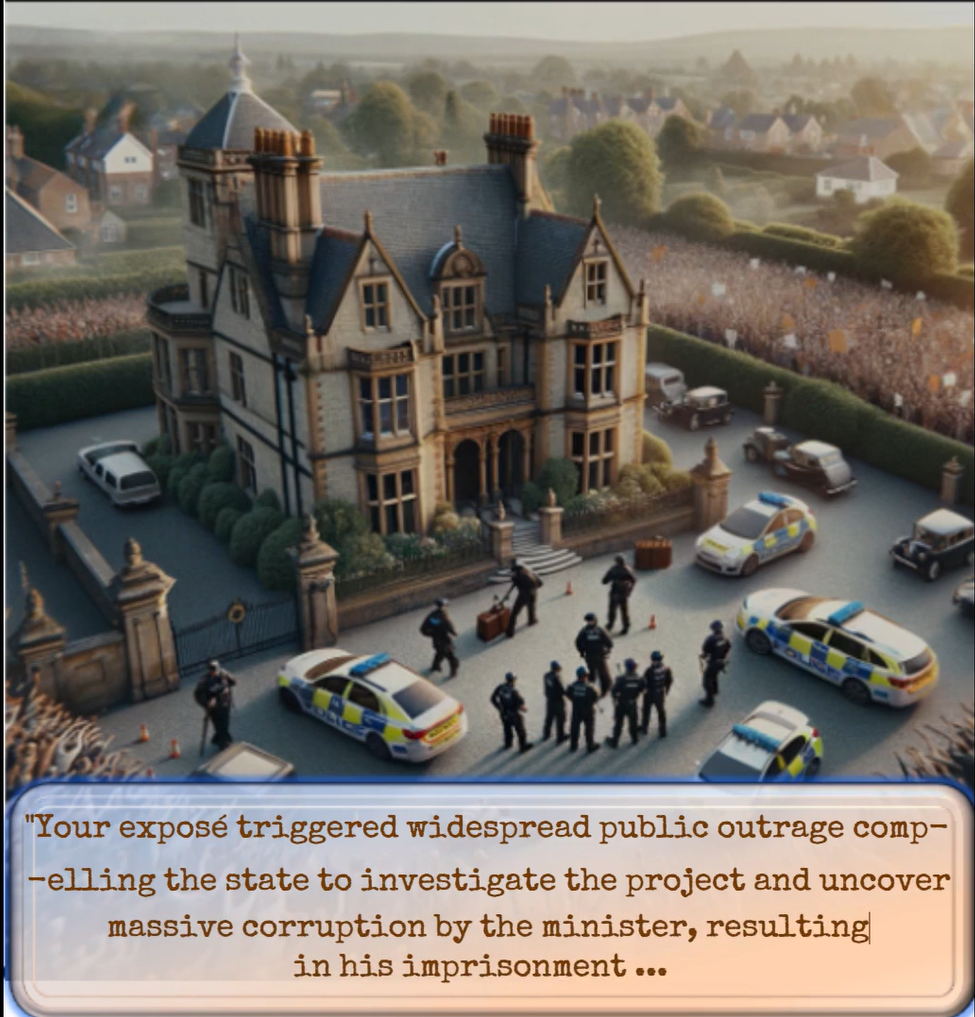 "Your exposé triggered widespread public outrage comp-
-elling the state to investigate the project and uncover
massive corruption by the minister, resulting
in his imprisonment ...